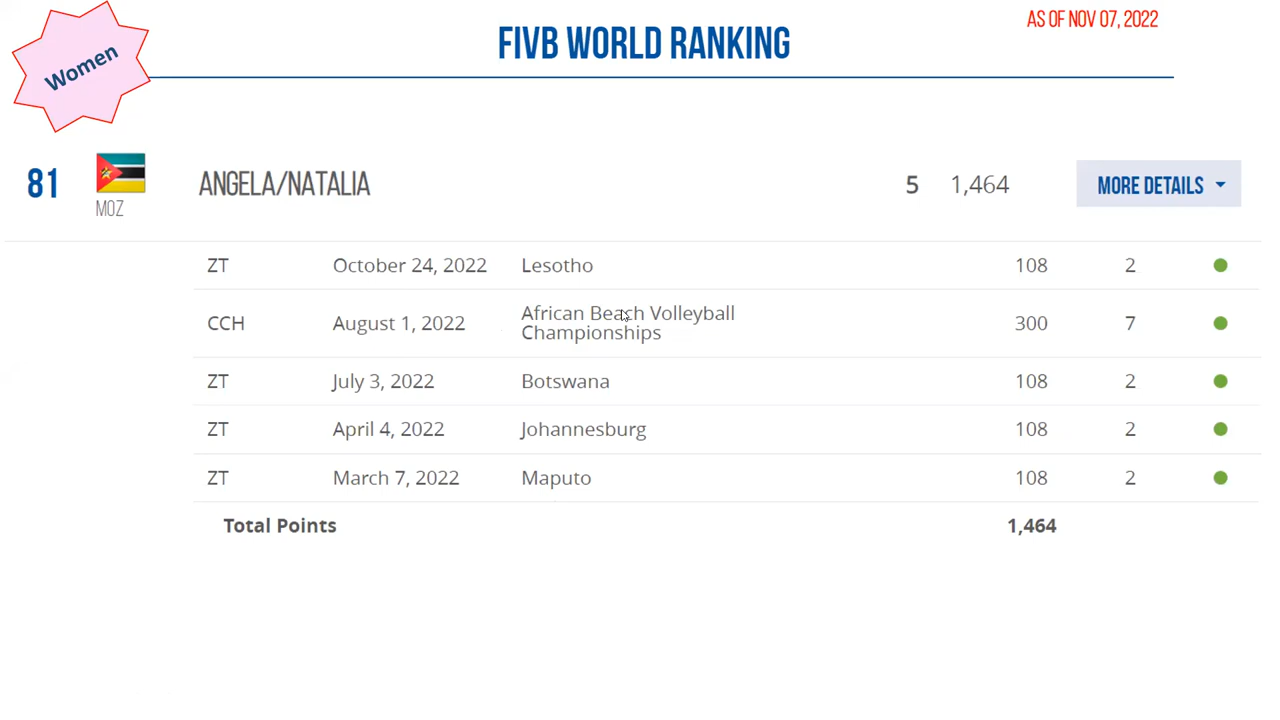 AS OF NOV 07, 2022
FIVB WORLD RANKING
Women
81
MOZ
ANGELA/NATALIA
5 1,464
MORE DETAILS
ZT October 24, 2022 Lesotho 108 2
CCH August 1, 2022 African Beach Volleyball Championships 300 7
ZT July 3, 2022 Botswana 108 2
ZT April 4, 2022 Johannesburg 108 2
ZT March 7, 2022 Maputo 108 2
Total Points 1,464